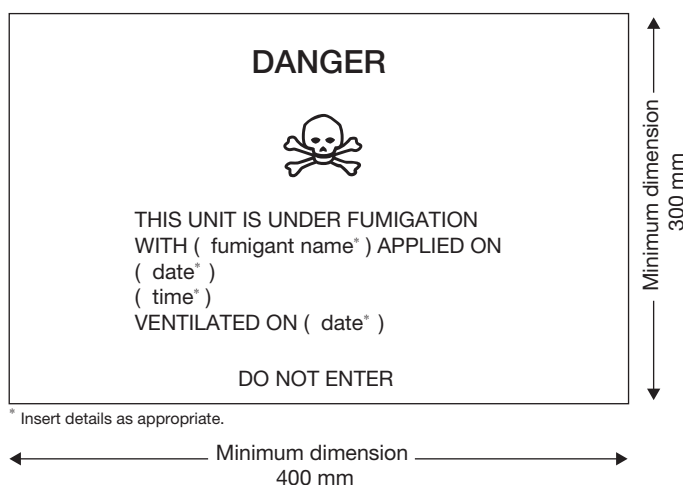 DANGER
THIS UNIT IS UNDER FUMIGATION
WITH ( fumigant name* ) APPLIED ON
( date* )
( time* )
VENTILATED ON ( date* )
DO NOT ENTER
* Insert details as appropriate.
Minimum dimension
400 mm
Minimum dimension
300 mm